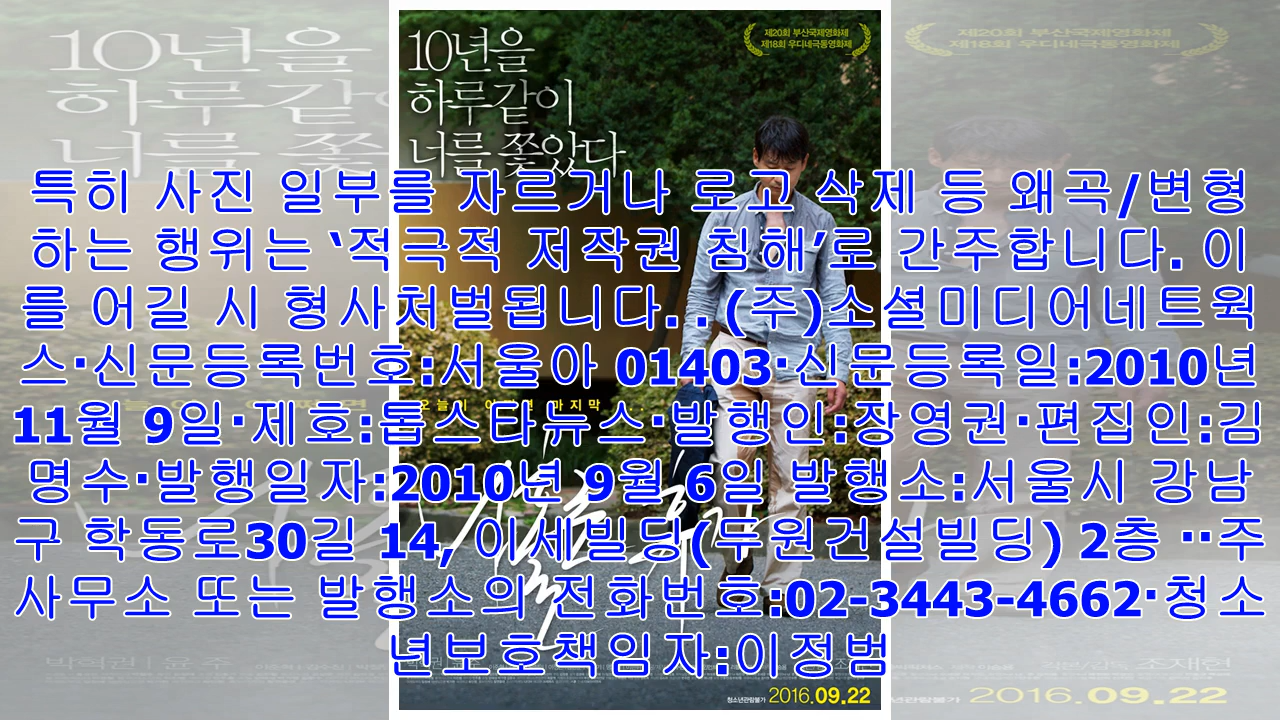 10년을
하루같이
너를 쫓았다
제20회 부산국제영화제
제18회 우디네극동영화제
특히 사진 일부를 자르거나 로고 삭제 등 왜곡/변형
하는 행위는 ‘적극적 저작권 침해’로 간주합니다. 이
를 어길 시 형사처벌됩니다. . (주)소셜미디어네트웍
스·신문등록번호:서울아 01403·신문등록일:2010년
11월 9일·제호:톱스타뉴스·발행인:장영권·편집인:김
명수·발행일자:2010년 9월 6일 발행소:서울시 강남
구 학동로30길 14, 이세빌딩(두원건설빌딩) 2층 ··주
사무소 또는 발행소의 전화번호:02-3443-4662·청소
년보호책임자:이정범
청소년관람불가 2016.09.22